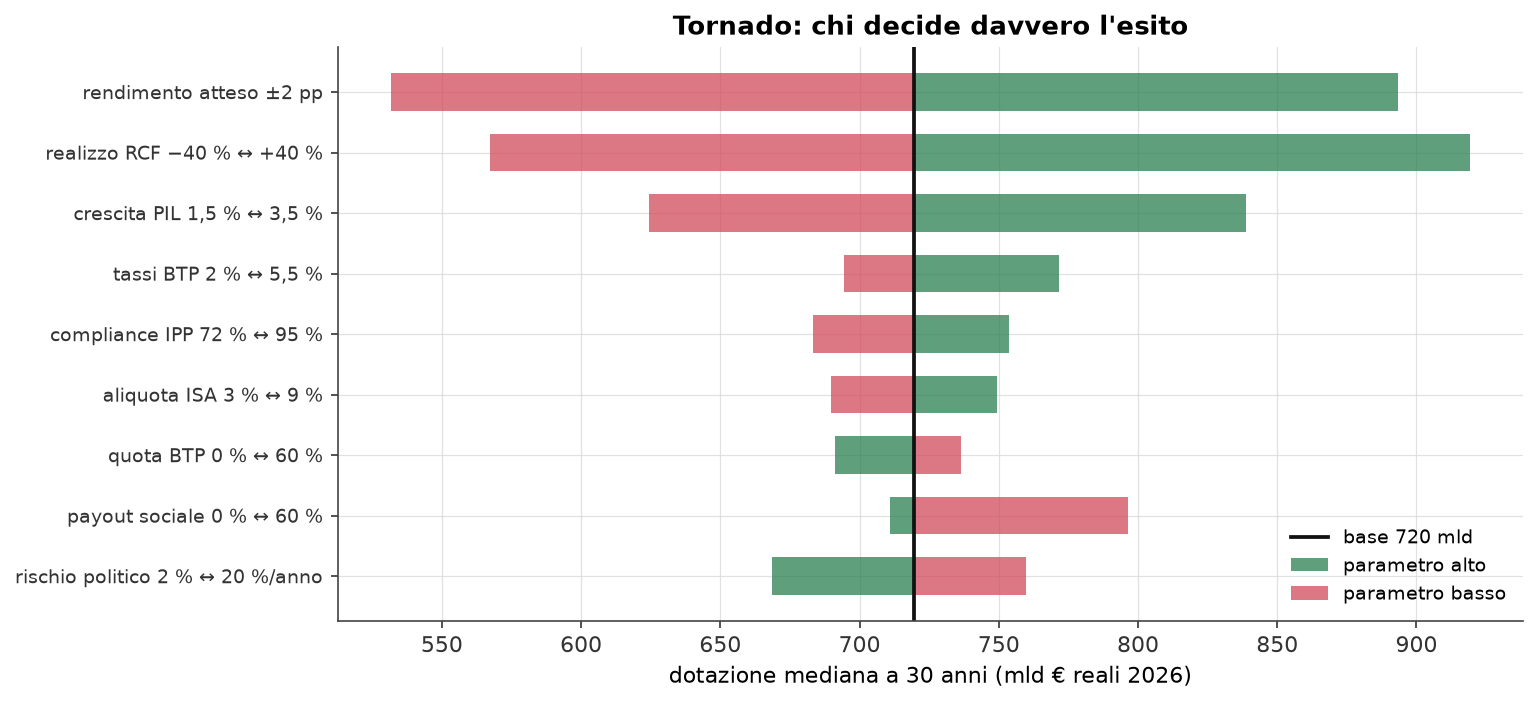 Tornado: chi decide davvero l'esito
rendimento atteso ±2 pp
realizzo RCF −40 % ↔ +40 %
crescita PIL 1,5 % ↔ 3,5 %
tassi BTP 2 % ↔ 5,5 %
compliance IPP 72 % ↔ 95 %
aliquota ISA 3 % ↔ 9 %
quota BTP 0 % ↔ 60 %
payout sociale 0 % ↔ 60 %
rischio politico 2 % ↔ 20 %/anno
base 720 mld
parametro alto
parametro basso
550 600 650 700 750 800 850 900
dotazione mediana a 30 anni (mld € reali 2026)